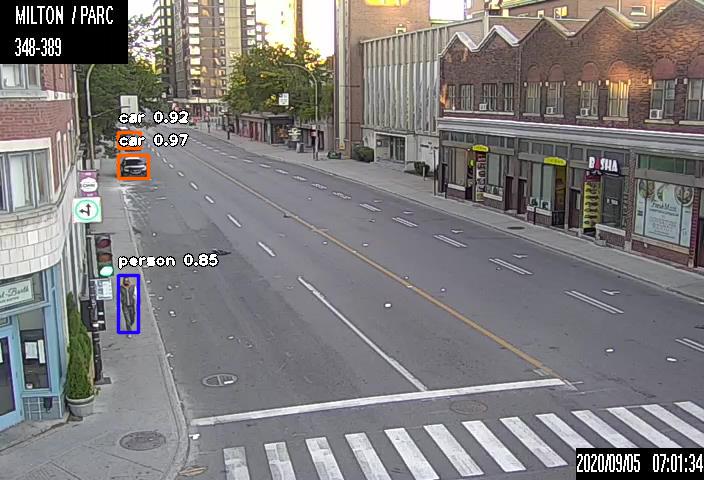 MILTON / PARC
348-389
car 0.92
car 0.97
person 0.85
BASHA
2020/09/05 07:01:34